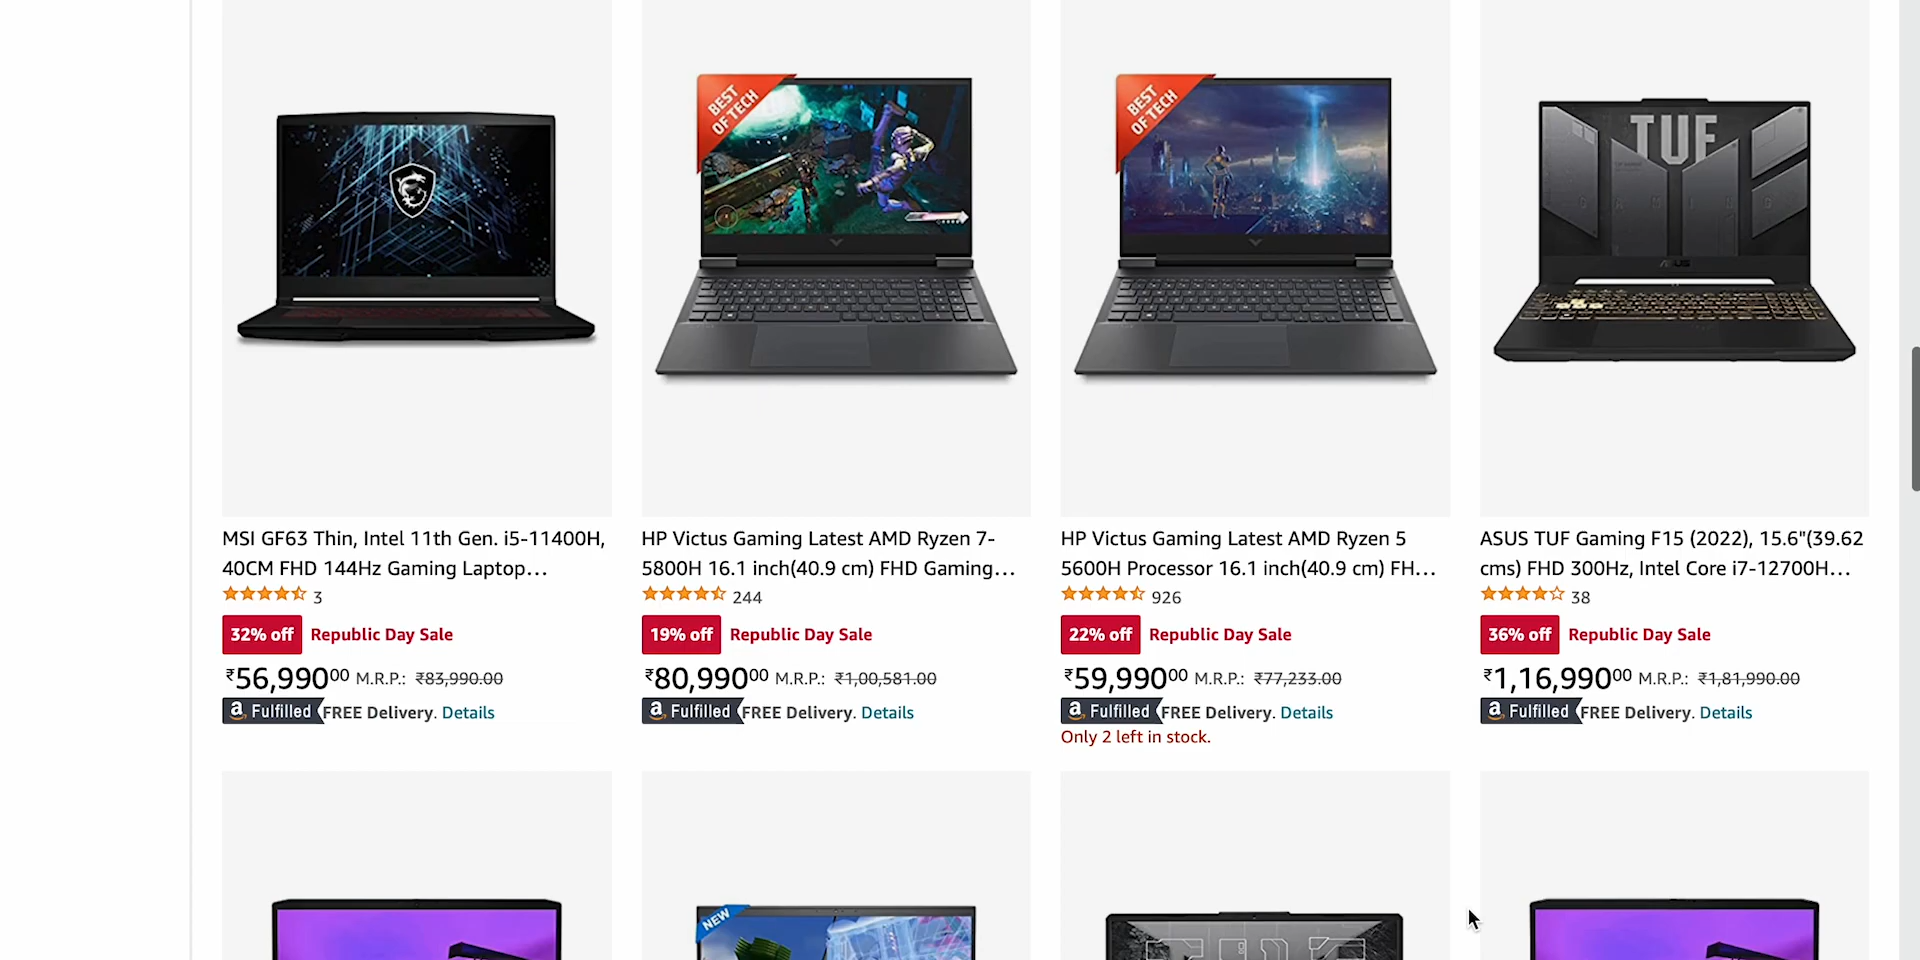 BEST
OF TECH
BEST
OF TECH
TUF
GAMING
ASUS
MSI GF63 Thin, Intel 11th Gen. i5-11400H,
40CM FHD 144Hz Gaming Laptop...
3
32% off Republic Day Sale
₹56,990⁰⁰ M.R.P.: ₹83,990.00
a Fulfilled FREE Delivery. Details
HP Victus Gaming Latest AMD Ryzen 7-
5800H 16.1 inch(40.9 cm) FHD Gaming...
244
19% off Republic Day Sale
₹80,990⁰⁰ M.R.P.: ₹1,00,581.00
a Fulfilled FREE Delivery. Details
HP Victus Gaming Latest AMD Ryzen 5
5600H Processor 16.1 inch(40.9 cm) FH...
926
22% off Republic Day Sale
₹59,990⁰⁰ M.R.P.: ₹77,233.00
a Fulfilled FREE Delivery. Details
Only 2 left in stock.
ASUS TUF Gaming F15 (2022), 15.6"(39.62
cms) FHD 300Hz, Intel Core i7-12700H...
38
36% off Republic Day Sale
₹1,16,990⁰⁰ M.R.P.: ₹1,81,990.00
a Fulfilled FREE Delivery. Details
NEW